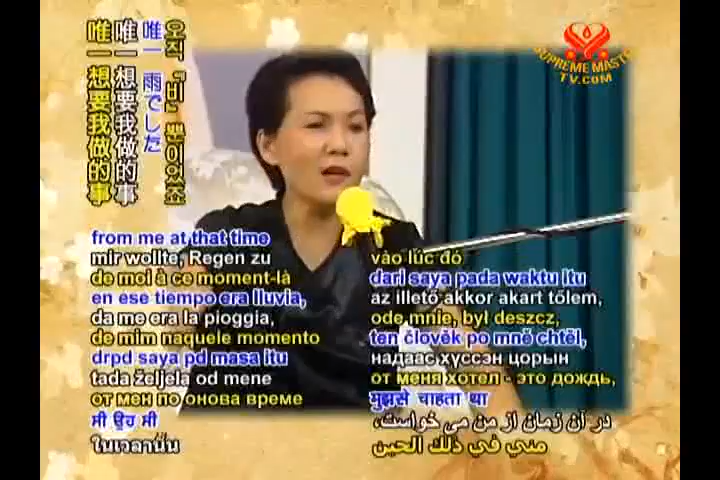 SUPREME MASTER
TV.COM
오직 「비」뿐이었죠
唯一 雨でした
唯一想要我做的事
唯一想要我做的事
from me at that time
mir wollte, Regen zu
de moi à ce moment-là
en ese tiempo era lluvia,
da me era la pioggia,
de mim naquele momento
drpd saya pd masa itu
tada željela od mene
от мен по онова време
ਸੀ ਉਹ ਸੀ
ในเวลานั้น
vào lúc đó
dari saya pada waktu itu
az illető akkor akart tőlem,
ode mnie, był deszcz,
ten člověk po mně chtěl,
надаас хүссэн цорын
от меня хотел - это дождь,
मुझसे चाहता था
در آن زمان از من می خواست،
مني في ذلك الحين